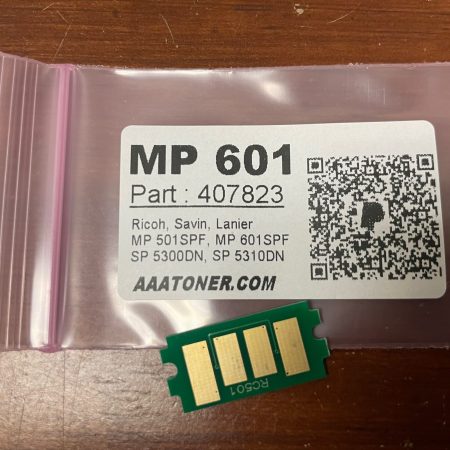 MP 601
Part : 407823
Ricoh, Savin, Lanier
MP 501SPF, MP 601SPF
SP 5300DN, SP 5310DN
AAATONER.COM
RC501